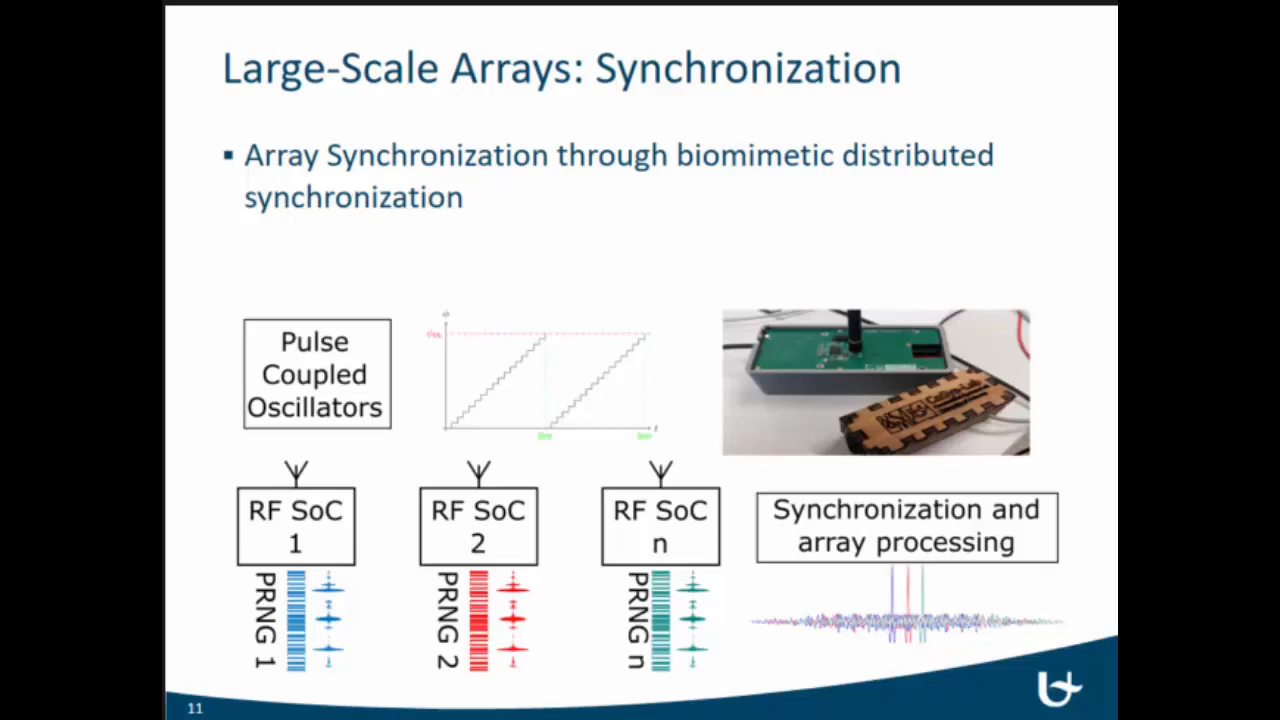 Large-Scale Arrays: Synchronization
▪ Array Synchronization through biomimetic distributed
synchronization
Pulse
Coupled
Oscillators
t
RF SoC
1
RF SoC
2
RF SoC
n
Synchronization and
array processing
PRNG 1
PRNG 2
PRNG n
11